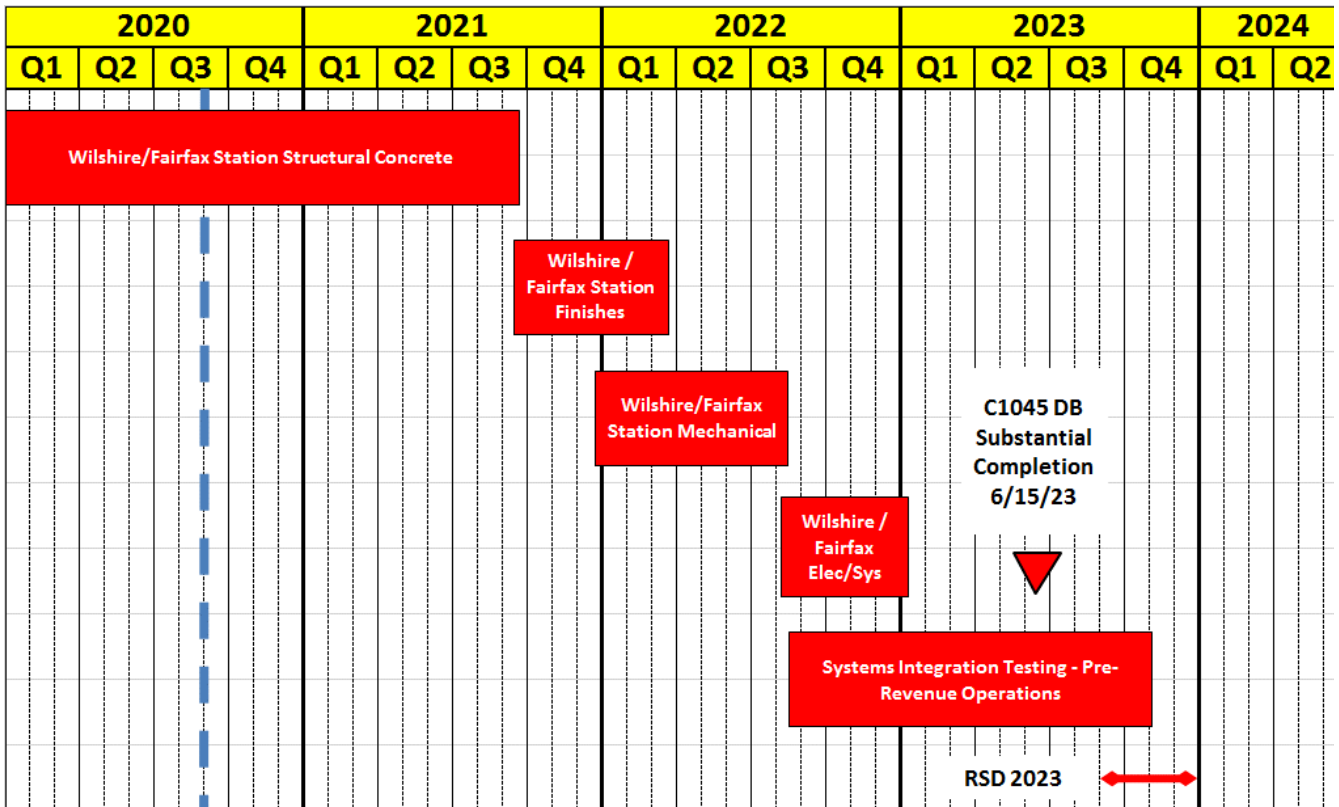 2020 2021 2022 2023 2024
Q1 Q2 Q3 Q4 Q1 Q2 Q3 Q4 Q1 Q2 Q3 Q4 Q1 Q2 Q3 Q4 Q1 Q2
Wilshire/Fairfax Station Structural Concrete
Wilshire /
Fairfax Station
Finishes
Wilshire/Fairfax
Station Mechanical
C1045 DB
Substantial
Completion
6/15/23
Wilshire /
Fairfax
Elec/Sys
Systems Integration Testing - Pre-
Revenue Operations
RSD 2023